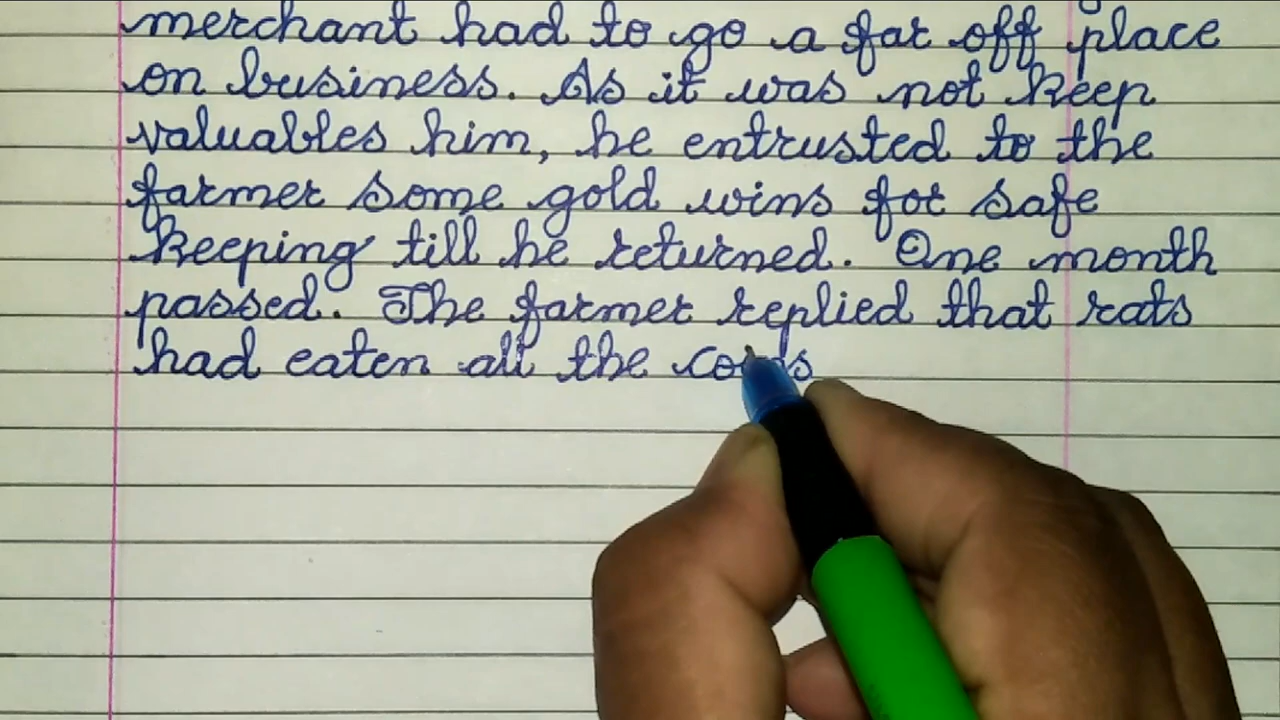 merchant had to go a far off place
on business. As it was not Keep
valuables him, he entrusted to the
farmer some gold wins for safe
Keeping till he returned. One month
passed. The farmer replied that rats
had eaten all the